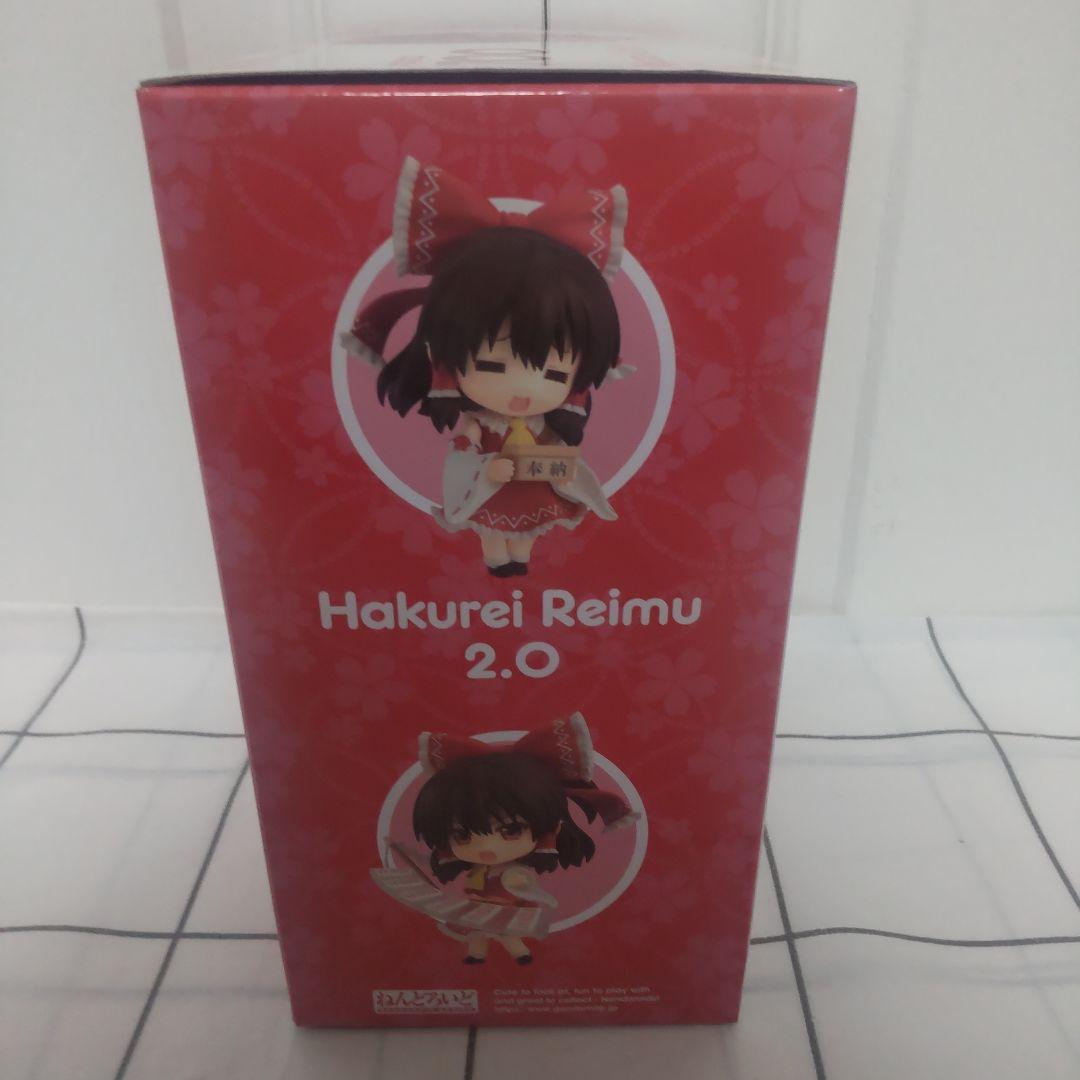 奉納
Hakurei Reimu
2.0
ねんどろいど
Cute to look at, fun to play with
and great to collect - Nendoroid!